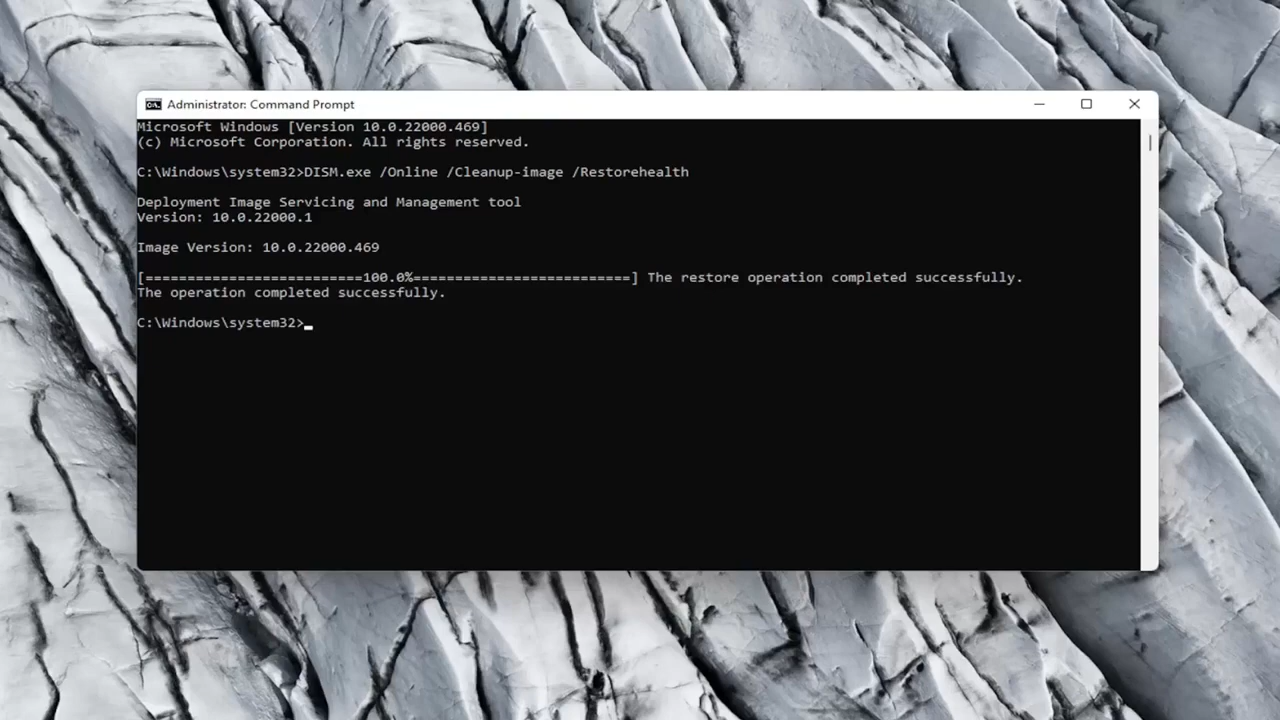 Administrator: Command Prompt
Microsoft Windows [Version 10.0.22000.469]
(c) Microsoft Corporation. All rights reserved.
C:\Windows\system32>DISM.exe /Online /Cleanup-image /Restorehealth
Deployment Image Servicing and Management tool
Version: 10.0.22000.1
Image Version: 10.0.22000.469
[==========================100.0%==========================] The restore operation completed successfully.
The operation completed successfully.
C:\Windows\system32>